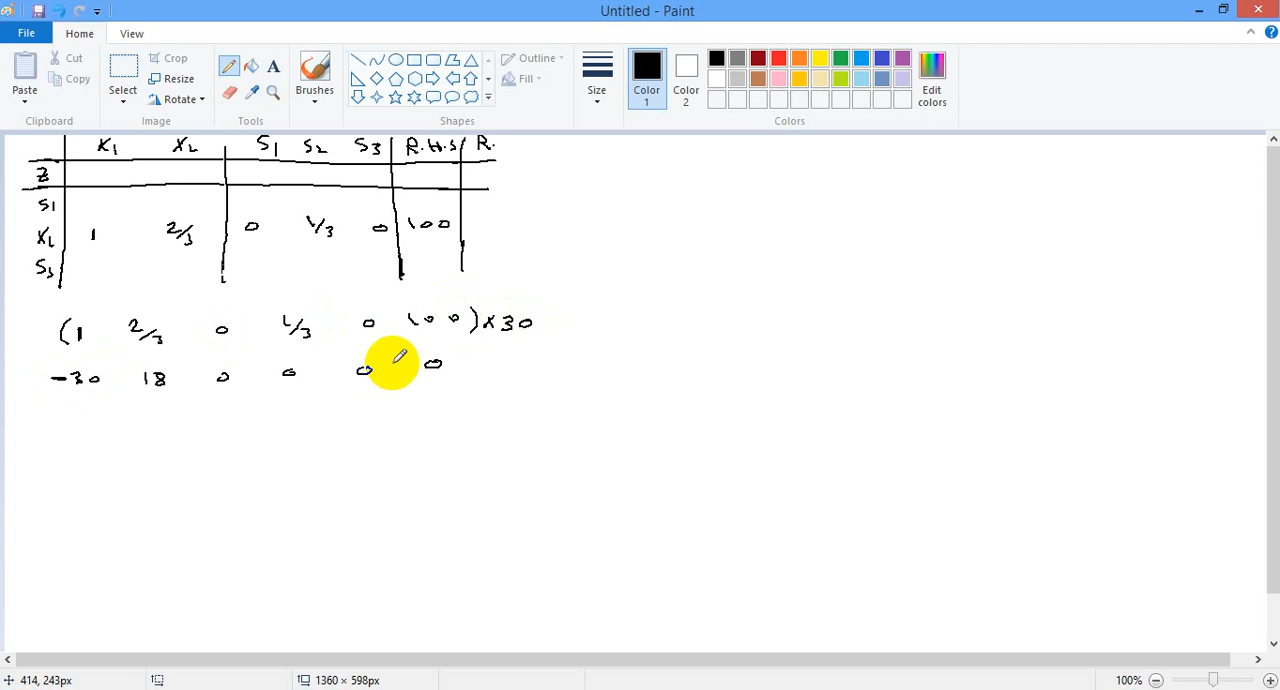 Untitled - Paint
File Home View
Cut
Copy
Paste
Clipboard
Crop
Resize
Rotate
Select
Image
Tools
Brushes
Outline
Fill
Shapes
Size
Color 1
Color 2
Edit colors
Colors
X1 X2 S1 S2 S3 R.H.S R.
Z
S1
X1 1 2/3 0 1/3 0 100
S3
(1 2/3 0 1/3 0 100)x30
-30 18 0 0 0 0
414, 243px
1360 × 598px
100%